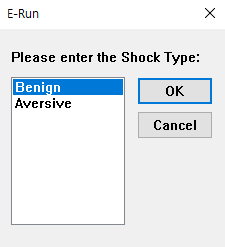 E-Run
Please enter the Shock Type:
Benign
Aversive
OK
Cancel